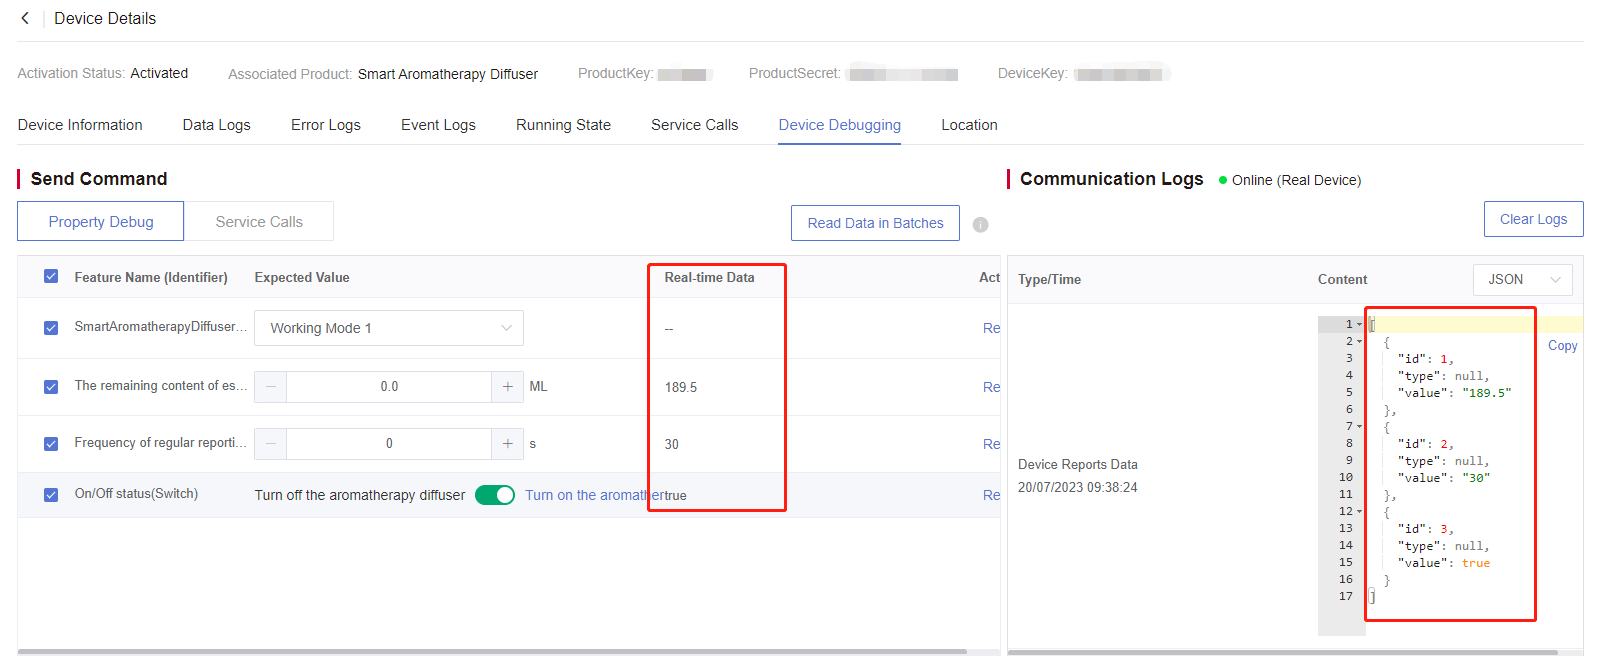 Device Details
Activation Status: Activated
Associated Product: Smart Aromatherapy Diffuser
ProductKey:
ProductSecret:
DeviceKey:
Device Information
Data Logs
Error Logs
Event Logs
Running State
Service Calls
Device Debugging
Location
Send Command
Property Debug
Service Calls
Read Data in Batches
Feature Name (Identifier)
Expected Value
Real-time Data
Act
SmartAromatherapyDiffuser...
Working Mode 1
--
Re
The remaining content of es...
0.0
ML
189.5
Re
Frequency of regular reporti...
0
s
30
Re
On/Off status(Switch)
Turn off the aromatherapy diffuser
Turn on the aromather
true
Re
Communication Logs
Online (Real Device)
Clear Logs
Type/Time
Content
JSON
Device Reports Data
20/07/2023 09:38:24
Copy
1 [
2 {
3 "id": 1,
4 "type": null,
5 "value": "189.5"
6 },
7 {
8 "id": 2,
9 "type": null,
10 "value": "30"
11 },
12 {
13 "id": 3,
14 "type": null,
15 "value": true
16 }
17 ]